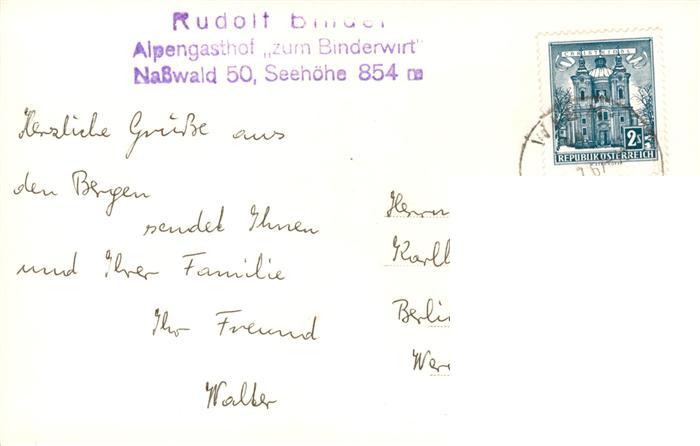 Rudolf Binder
Alpengasthof „zum Binderwirt"
Naßwald 50, Seehöhe 854 m
CHRISTKINDL
2S
REPUBLIK ÖSTERREICH
Herzliche Grüße aus
den Bergen
sendet Ihnen
und Ihrer Familie
Ihr Freund
Walter
Herrn
Karl
Berli
Wer